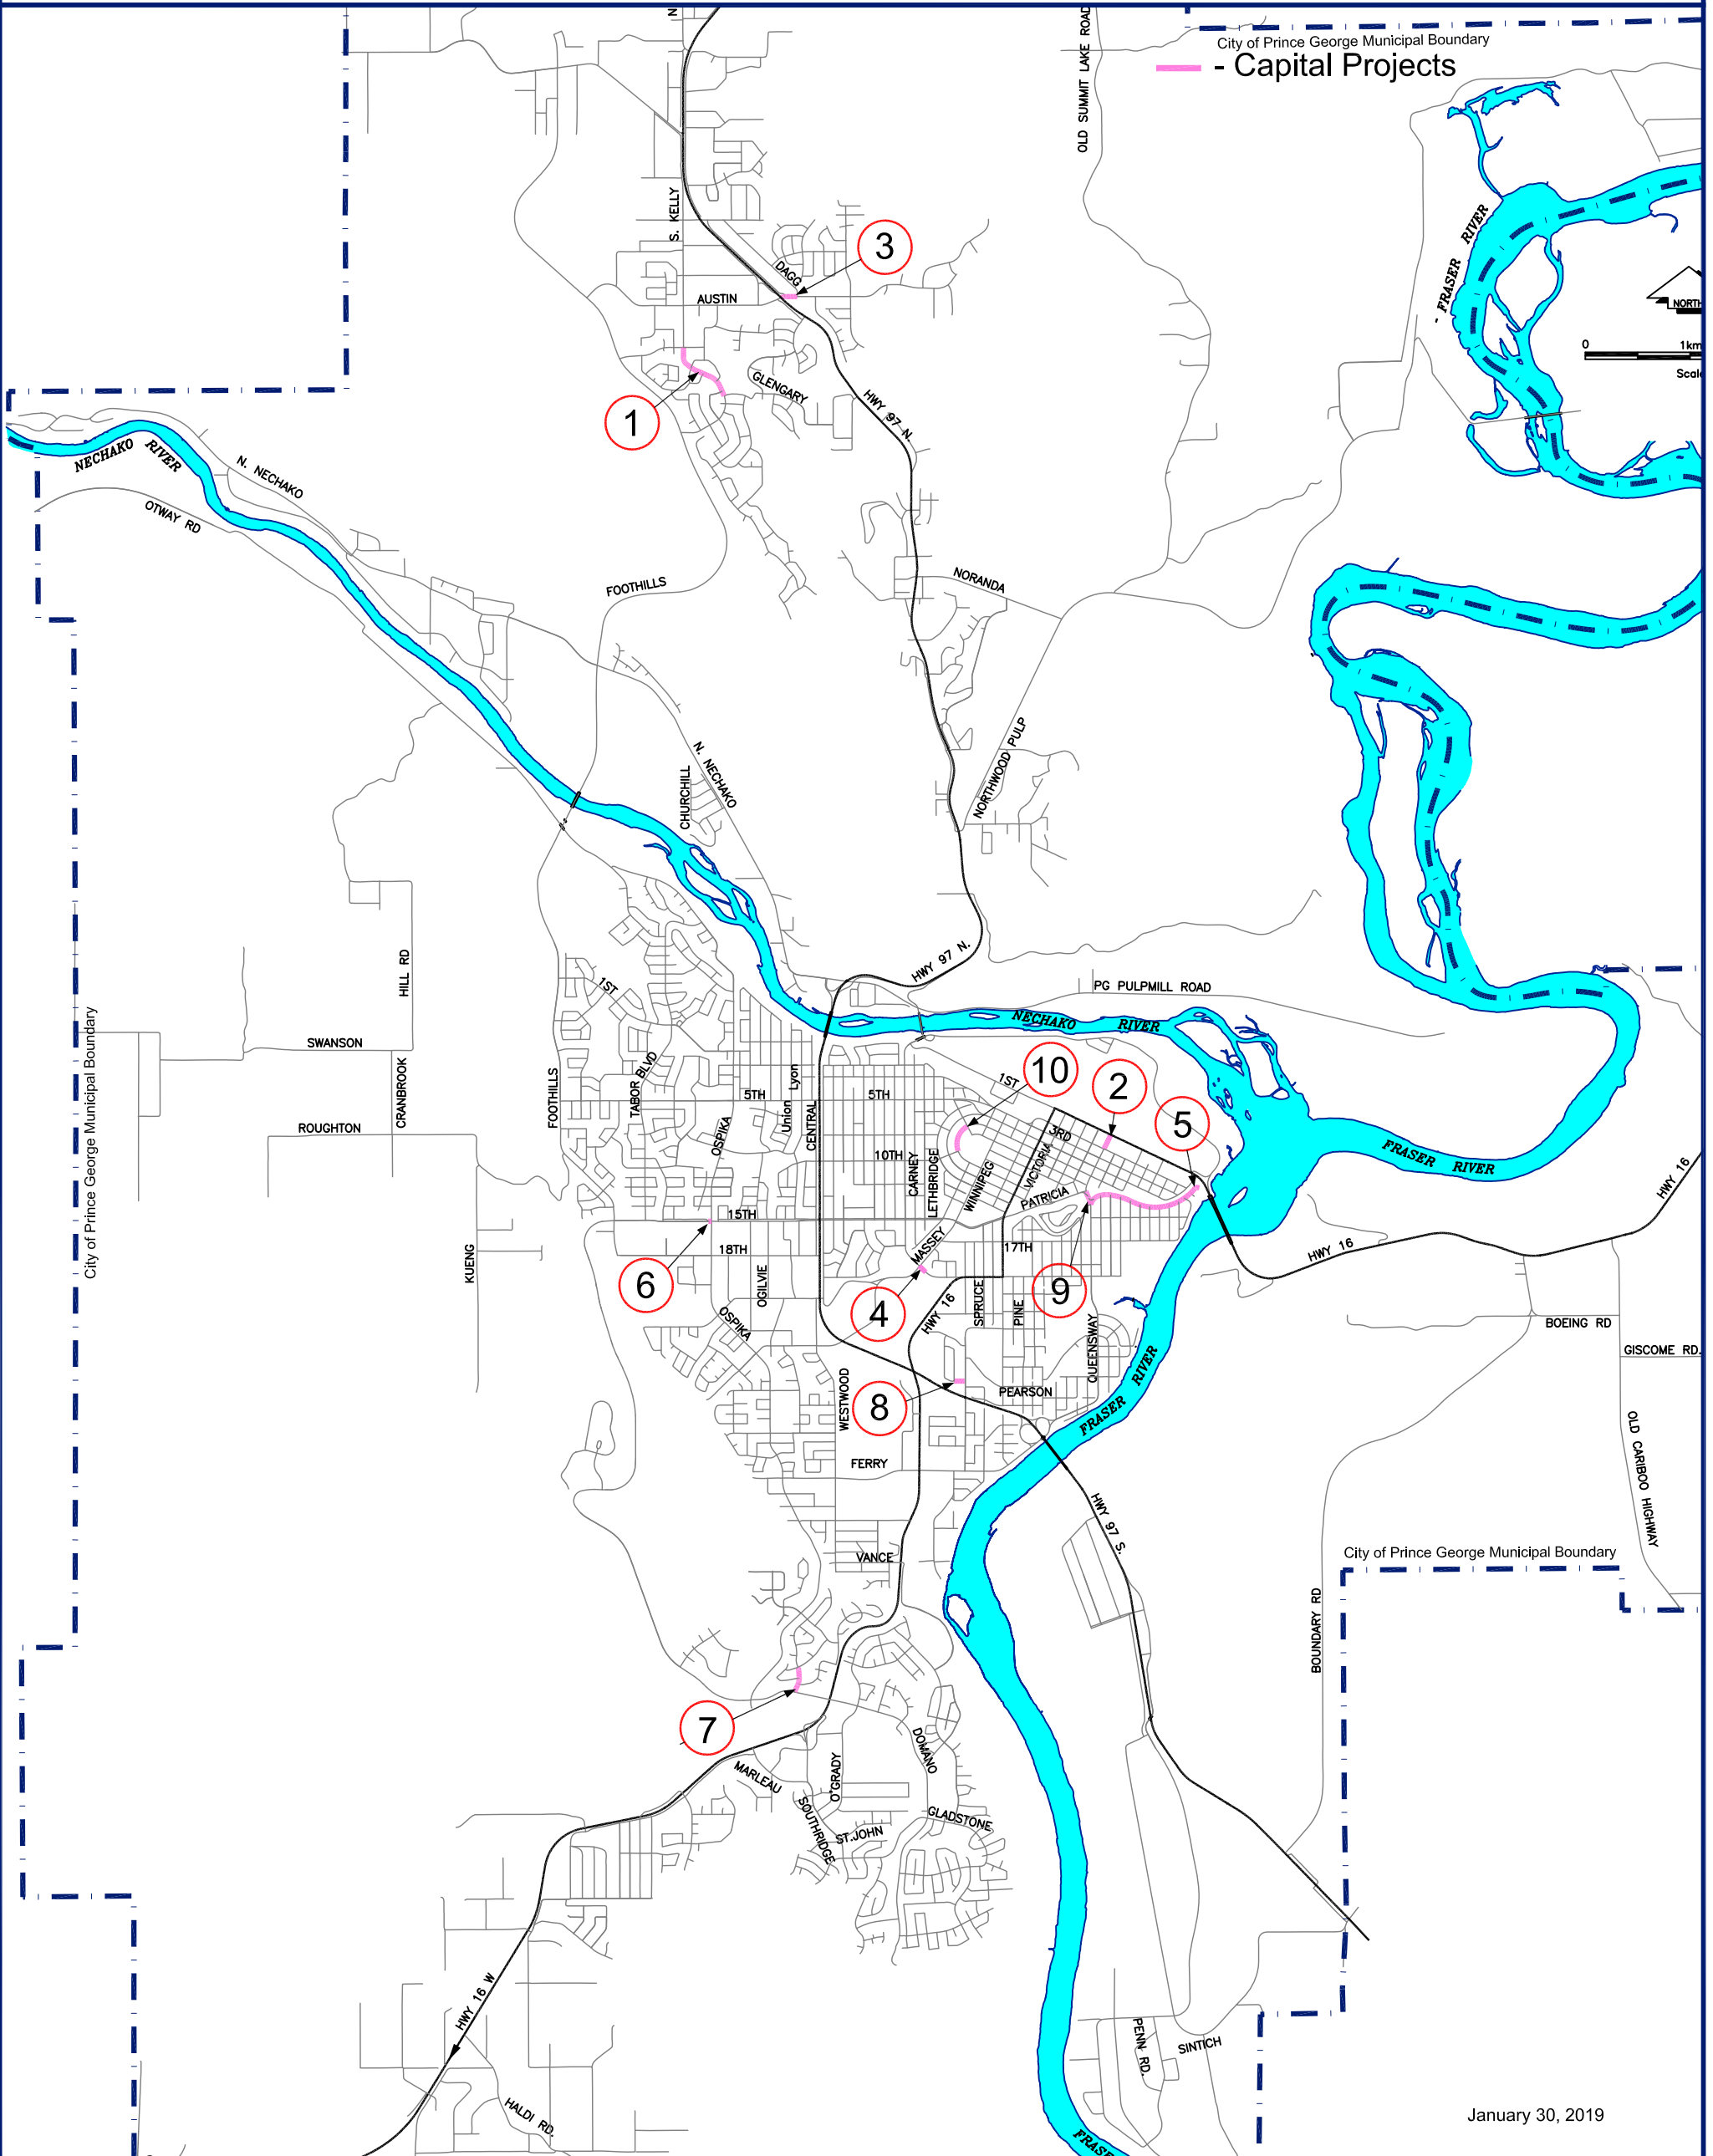 N
OLD SUMMIT LAKE ROAD
City of Prince George Municipal Boundary
- Capital Projects
S. KELLY
3
DAGG
AUSTIN
FRASER RIVER
NORTH
0 1km
Scale
1
GLENGARY
HWY 97 N
NECHAKO RIVER
N. NECHAKO
OTWAY RD
FOOTHILLS
NORANDA
N. NECHAKO
CHURCHILL
NORTHWOOD PULP
HWY 97 N.
HILL RD
1ST
PG PULPMILL ROAD
NECHAKO RIVER
City of Prince George Municipal Boundary
SWANSON
CRANBROOK
FOOTHILLS
TABOR BLVD
Lyon
Union
5TH
5TH
CENTRAL
OSPIKA
1ST
10
2
5
3RD
ROUGHTON
10TH
CARNEY
LETHBRIDGE
WINNIPEG
VICTORIA
PATRICIA
FRASER RIVER
HWY 16
15TH
18TH
MASSEY
17TH
HWY 16
KUENG
6
OGILVIE
4
9
HWY 16
SPRUCE
PINE
OSPIKA
QUEENSWAY
BOEING RD
GISCOME RD.
WESTWOOD
8
PEARSON
FRASER RIVER
FERRY
OLD CARIBOO HIGHWAY
HWY 97 S.
VANCE
City of Prince George Municipal Boundary
BOUNDARY RD
7
DOMANO
MARLEAU
O'GRADY
SOUTHRIDGE
ST.JOHN
GLADSTONE
HWY 16 W
PENN RD.
SINTICH
HALDI RD.
January 30, 2019